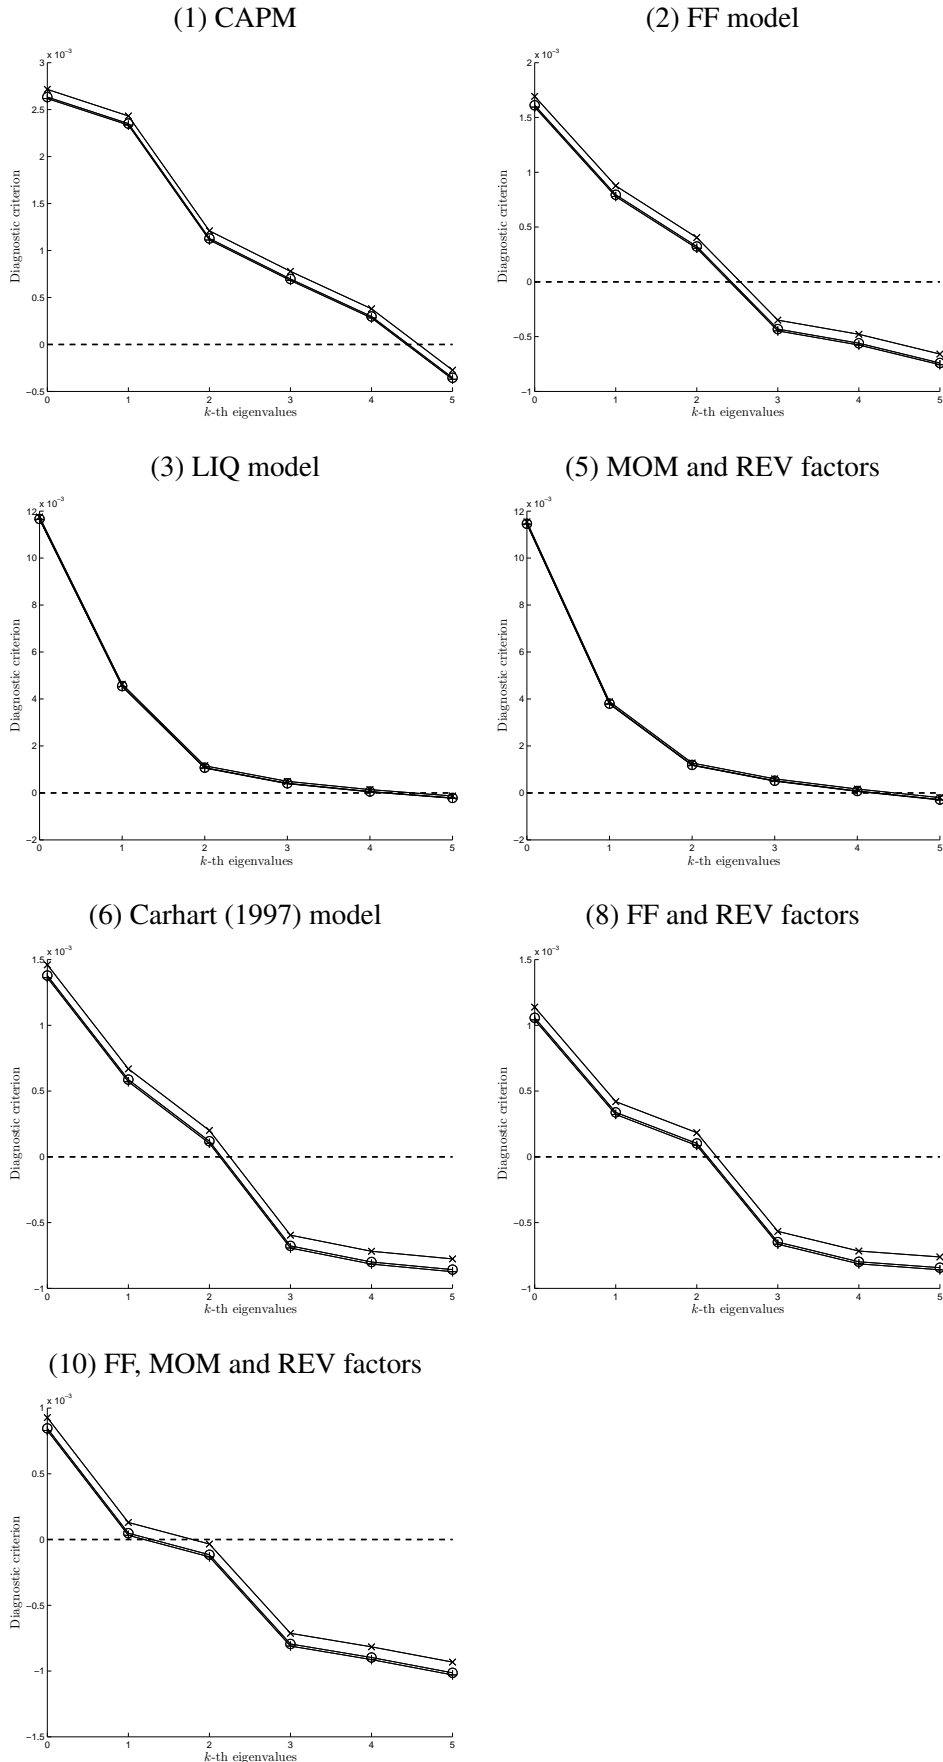 (1) CAPM
x 10⁻³
3
2.5
2
1.5
1
0.5
0
−0.5
Diagnostic criterion
0 1 2 3 4 5
k-th eigenvalues
(2) FF model
x 10⁻³
2
1.5
1
0.5
0
−0.5
−1
Diagnostic criterion
0 1 2 3 4 5
k-th eigenvalues
(3) LIQ model
x 10⁻³
12
10
8
6
4
2
0
−2
Diagnostic criterion
0 1 2 3 4 5
k-th eigenvalues
(5) MOM and REV factors
x 10⁻³
12
10
8
6
4
2
0
−2
Diagnostic criterion
0 1 2 3 4 5
k-th eigenvalues
(6) Carhart (1997) model
x 10⁻³
1.5
1
0.5
0
−0.5
−1
Diagnostic criterion
0 1 2 3 4 5
k-th eigenvalues
(8) FF and REV factors
x 10⁻³
1.5
1
0.5
0
−0.5
−1
Diagnostic criterion
0 1 2 3 4 5
k-th eigenvalues
(10) FF, MOM and REV factors
x 10⁻³
1
0.5
0
−0.5
−1
−1.5
Diagnostic criterion
0 1 2 3 4 5
k-th eigenvalues